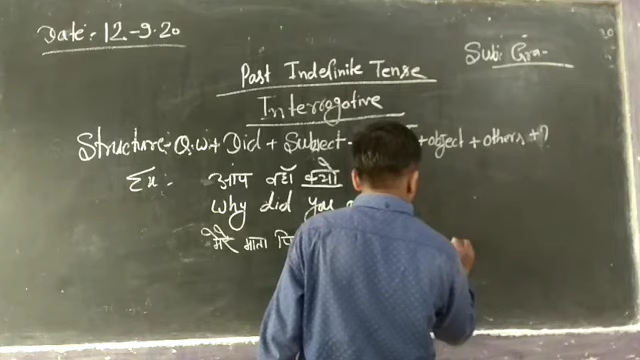 Date:- 12-9-20
Sub: Gra-
Past Indefinite Tense
Interrogative
Structure:- Q.W + Did + Subject + object + others + ?
Ex:- आप वहाँ क्यों
Why did you
मेरे माता